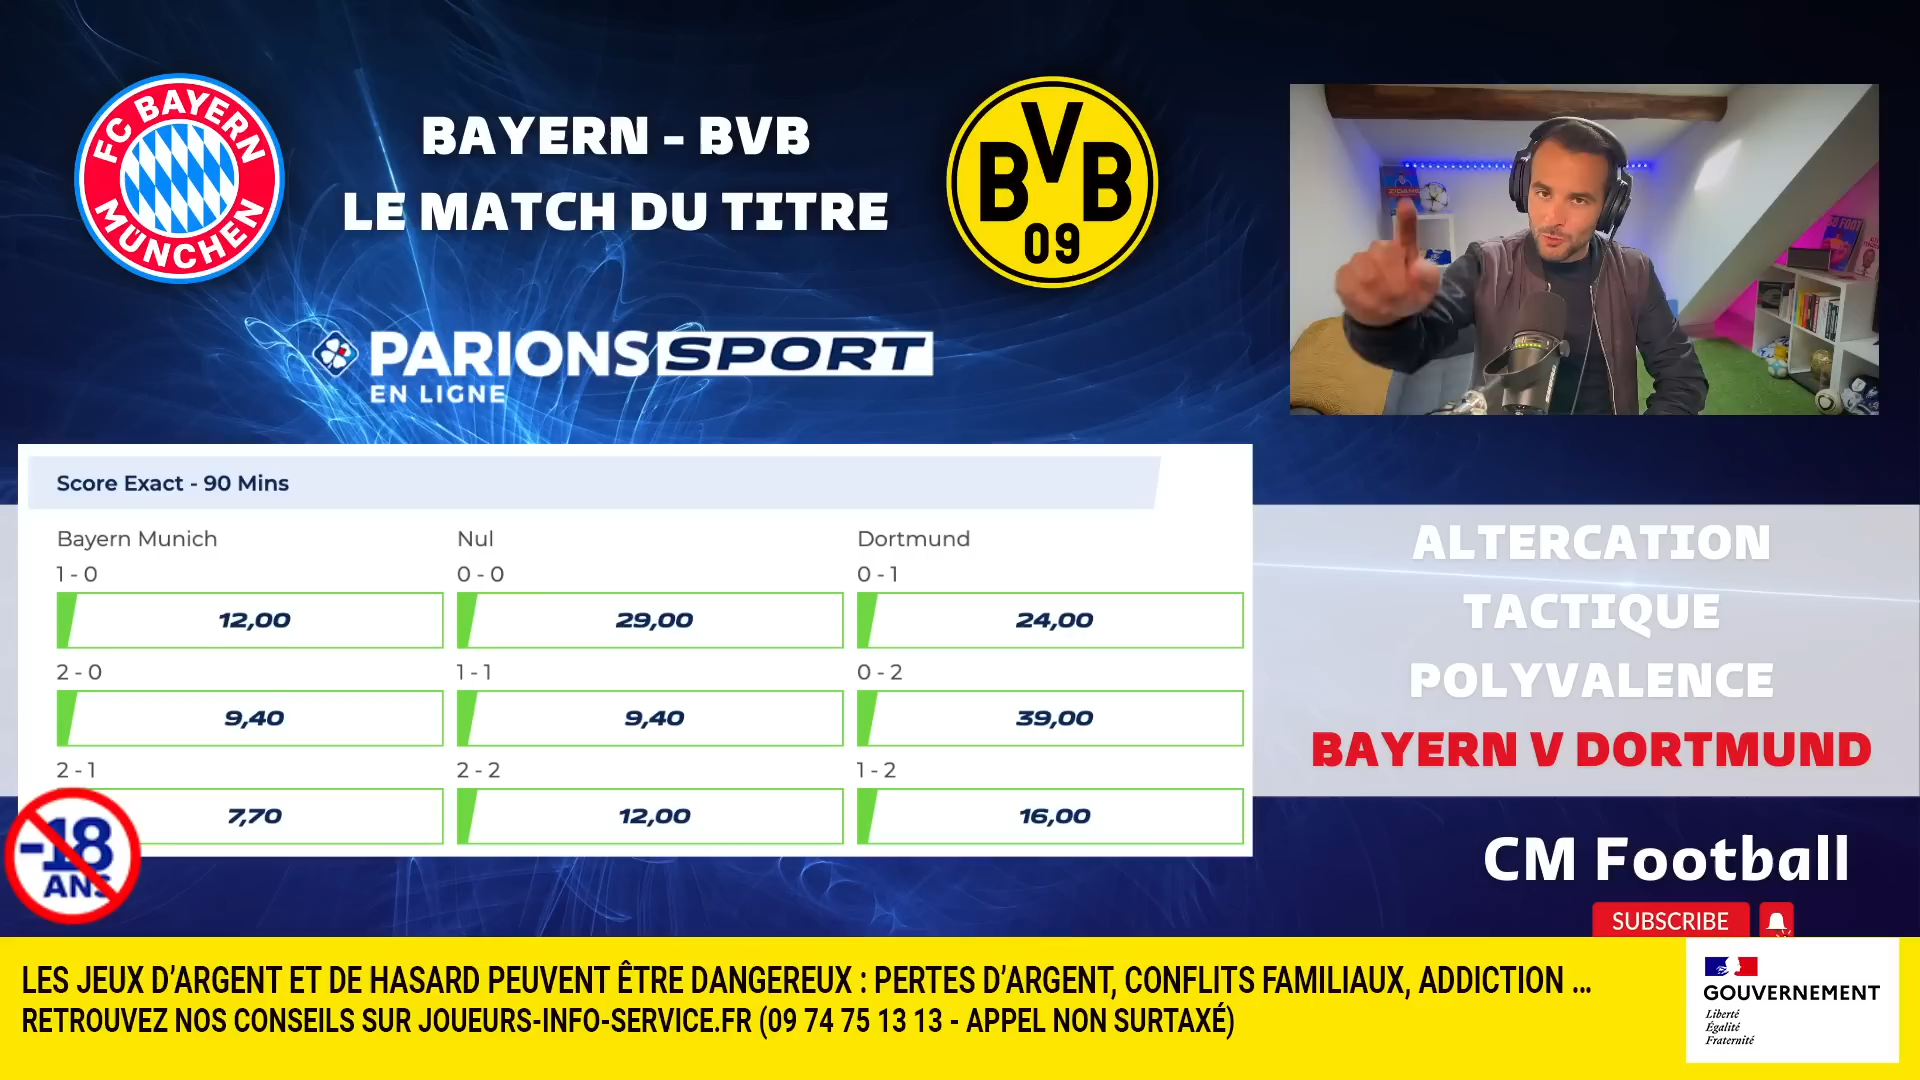 FC BAYERN
MÜNCHEN
BAYERN - BVB
LE MATCH DU TITRE
BVB
09
PARIONS SPORT
EN LIGNE
Score Exact - 90 Mins
Bayern Munich Nul Dortmund
1 - 0 0 - 0 0 - 1
12,00 29,00 24,00
2 - 0 1 - 1 0 - 2
9,40 9,40 39,00
2 - 1 2 - 2 1 - 2
7,70 12,00 16,00
-18
ANS
ALTERCATION
TACTIQUE
POLYVALENCE
BAYERN V DORTMUND
CM Football
SUBSCRIBE
LES JEUX D’ARGENT ET DE HASARD PEUVENT ÊTRE DANGEREUX : PERTES D’ARGENT, CONFLITS FAMILIAUX, ADDICTION ...
RETROUVEZ NOS CONSEILS SUR JOUEURS-INFO-SERVICE.FR (09 74 75 13 13 - APPEL NON SURTAXÉ)
GOUVERNEMENT
Liberté
Égalité
Fraternité